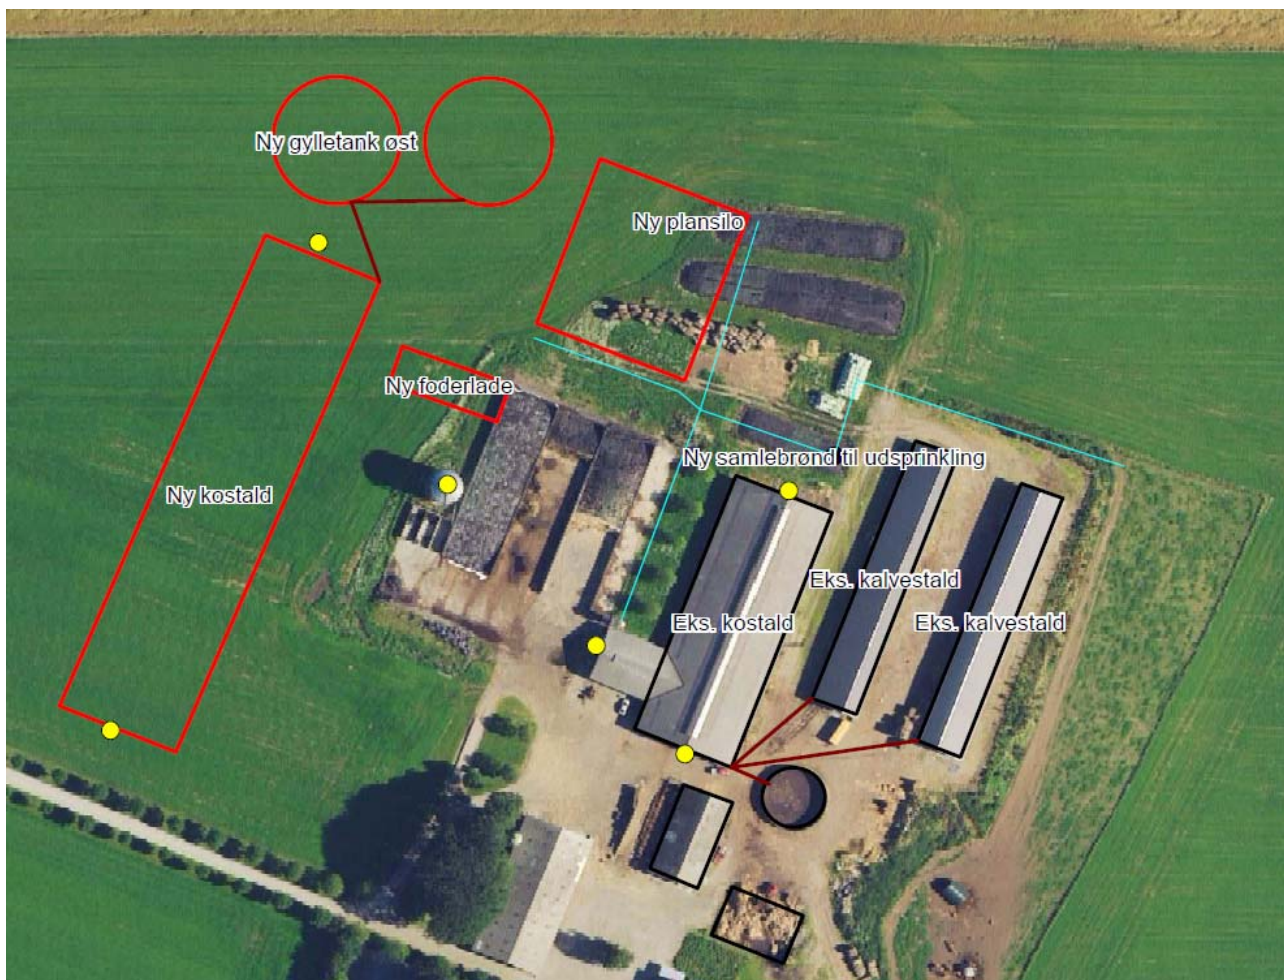 Ny gylletank øst
Ny plansilo
Ny foderlade
Ny samlebrønd til udsprinkling
Ny kostald
Eks. kalvestald
Eks. kostald
Eks. kalvestald